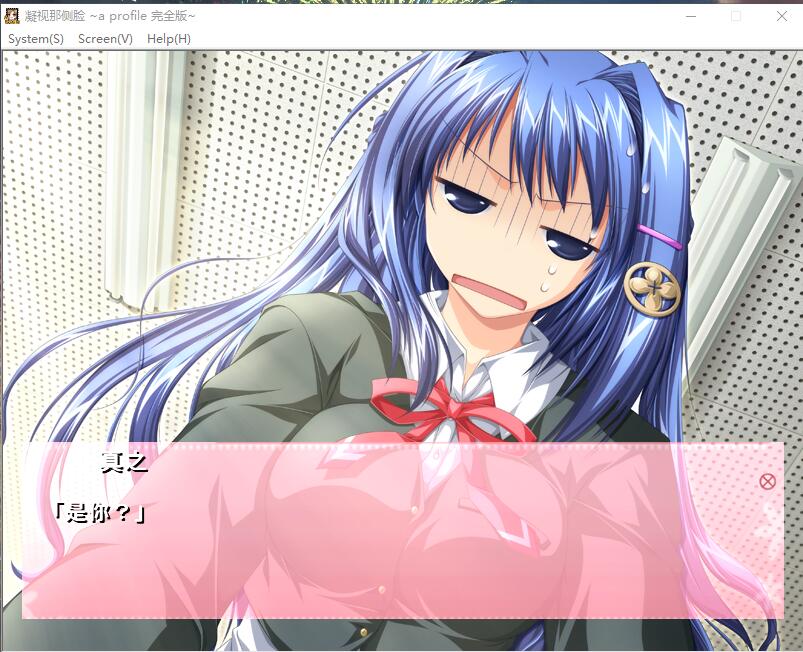 凝视那侧脸 ~a profile 完全版~
System(S) Screen(V) Help(H)
真之
「是你？」